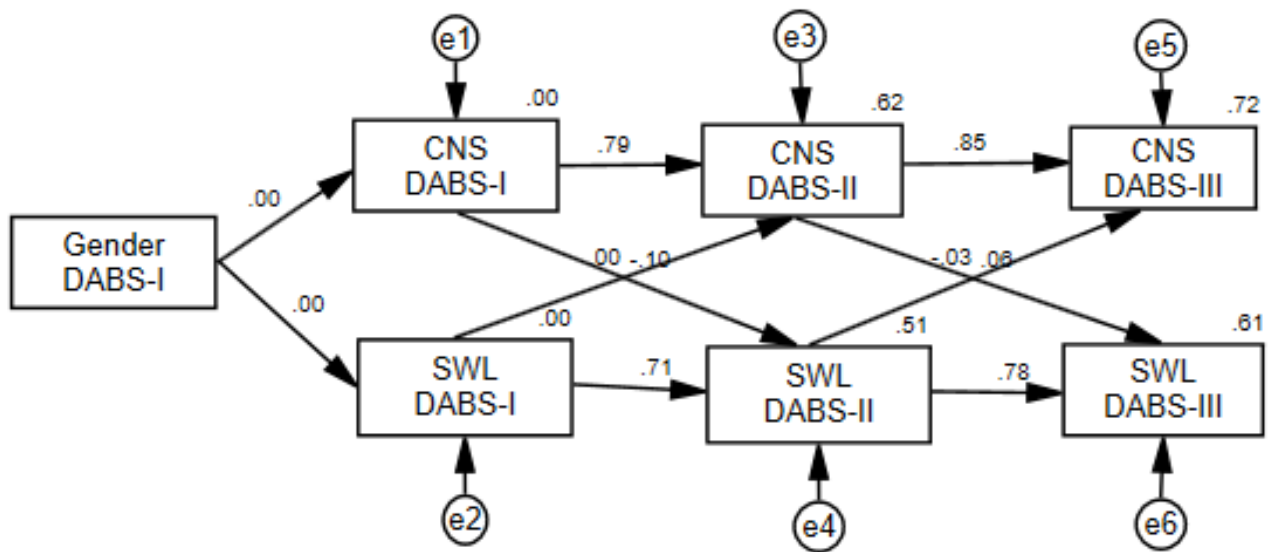 e1
e3
e5
.00
.62
.72
CNS
DABS-I
.79
CNS
DABS-II
.85
CNS
DABS-III
.00
Gender
DABS-I
.00
.00
-.10
-.03
.06
.00
.51
.61
SWL
DABS-I
.71
SWL
DABS-II
.78
SWL
DABS-III
e2
e4
e6